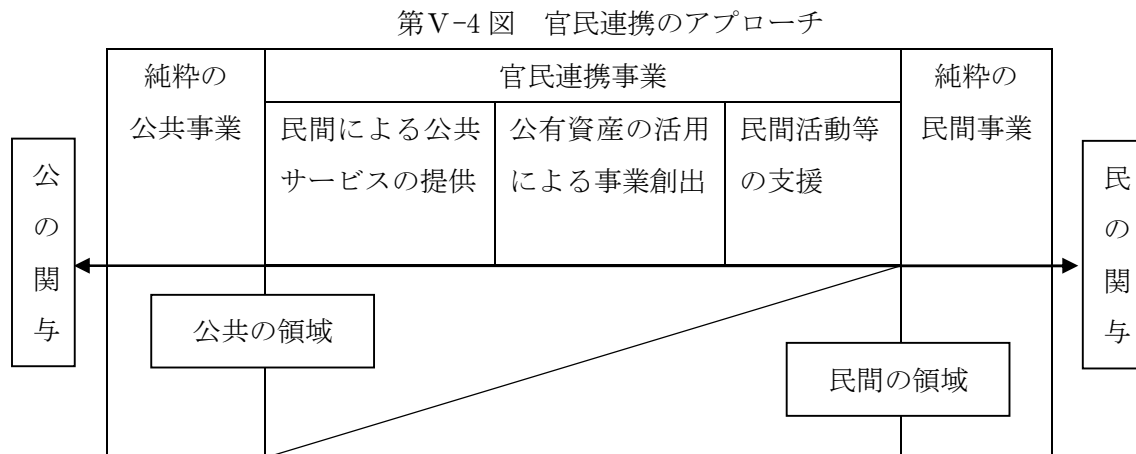 第Ⅴ-4図 官民連携のアプローチ
純粋の
公共事業
官民連携事業
純粋の
民間事業
民間による公共
サービスの提供
公有資産の活用
による事業創出
民間活動等
の支援
公の関与
民の関与
公共の領域
民間の領域